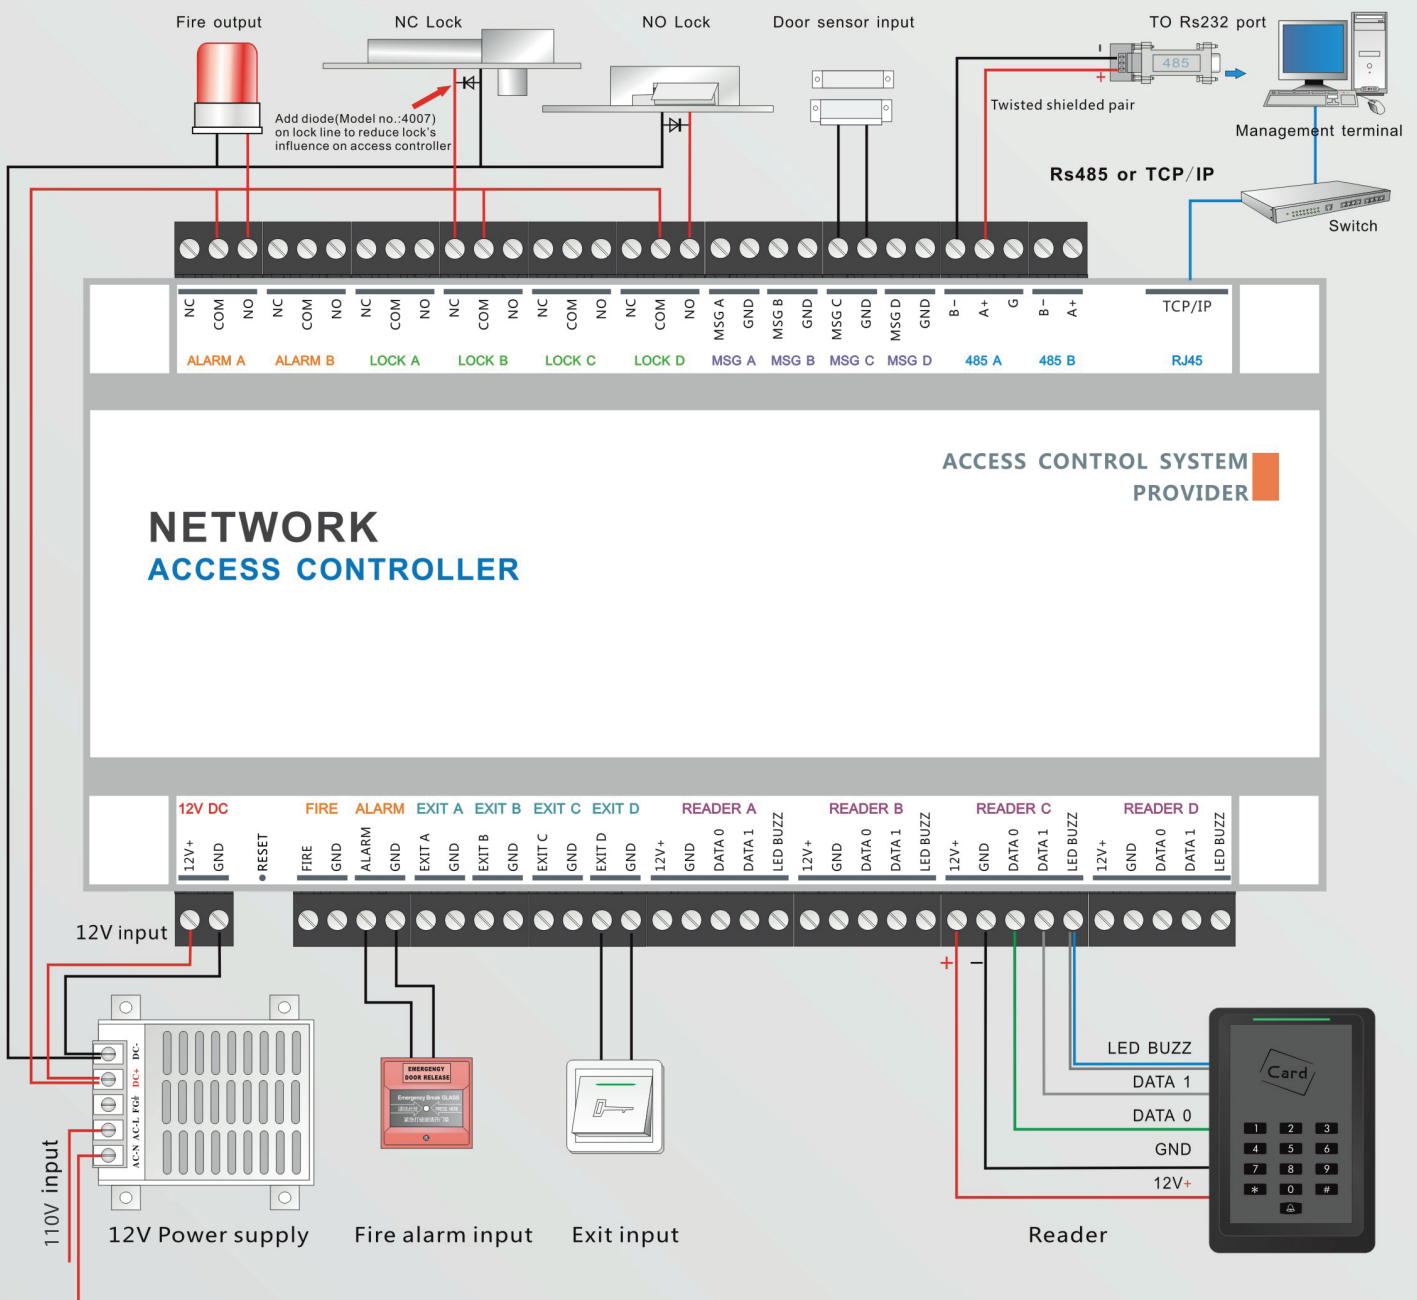 Fire output
NC Lock
NO Lock
Door sensor input
TO Rs232 port
485
-
+
Twisted shielded pair
Management terminal
Add diode(Model no.:4007)
on lock line to reduce lock's
influence on access controller
Rs485 or TCP/IP
Switch
NC COM NO NC COM NO NC COM NO NC COM NO NC COM NO NC COM NO MSG A GND MSG B GND MSG C GND MSG D GND B- A+ G B- A+ TCP/IP
ALARM A ALARM B LOCK A LOCK B LOCK C LOCK D MSG A MSG B MSG C MSG D 485 A 485 B RJ45
ACCESS CONTROL SYSTEM
PROVIDER
NETWORK
ACCESS CONTROLLER
12V DC FIRE ALARM EXIT A EXIT B EXIT C EXIT D READER A READER B READER C READER D
12V+ GND RESET FIRE GND ALARM GND EXIT A GND EXIT B GND EXIT C GND EXIT D GND 12V+ GND DATA 0 DATA 1 LED BUZZ 12V+ GND DATA 0 DATA 1 LED BUZZ 12V+ GND DATA 0 DATA 1 LED BUZZ 12V+ GND DATA 0 DATA 1 LED BUZZ
12V input
+ −
DC-
DC+
FG
AC-L
AC-N
110V input
12V Power supply
EMERGENCY
DOOR RELEASE
Emergency Break GLASS
PRESS HERE
Fire alarm input
Exit input
LED BUZZ
DATA 1
DATA 0
GND
12V+
Reader
Card
1 2 3
4 5 6
7 8 9
* 0 #